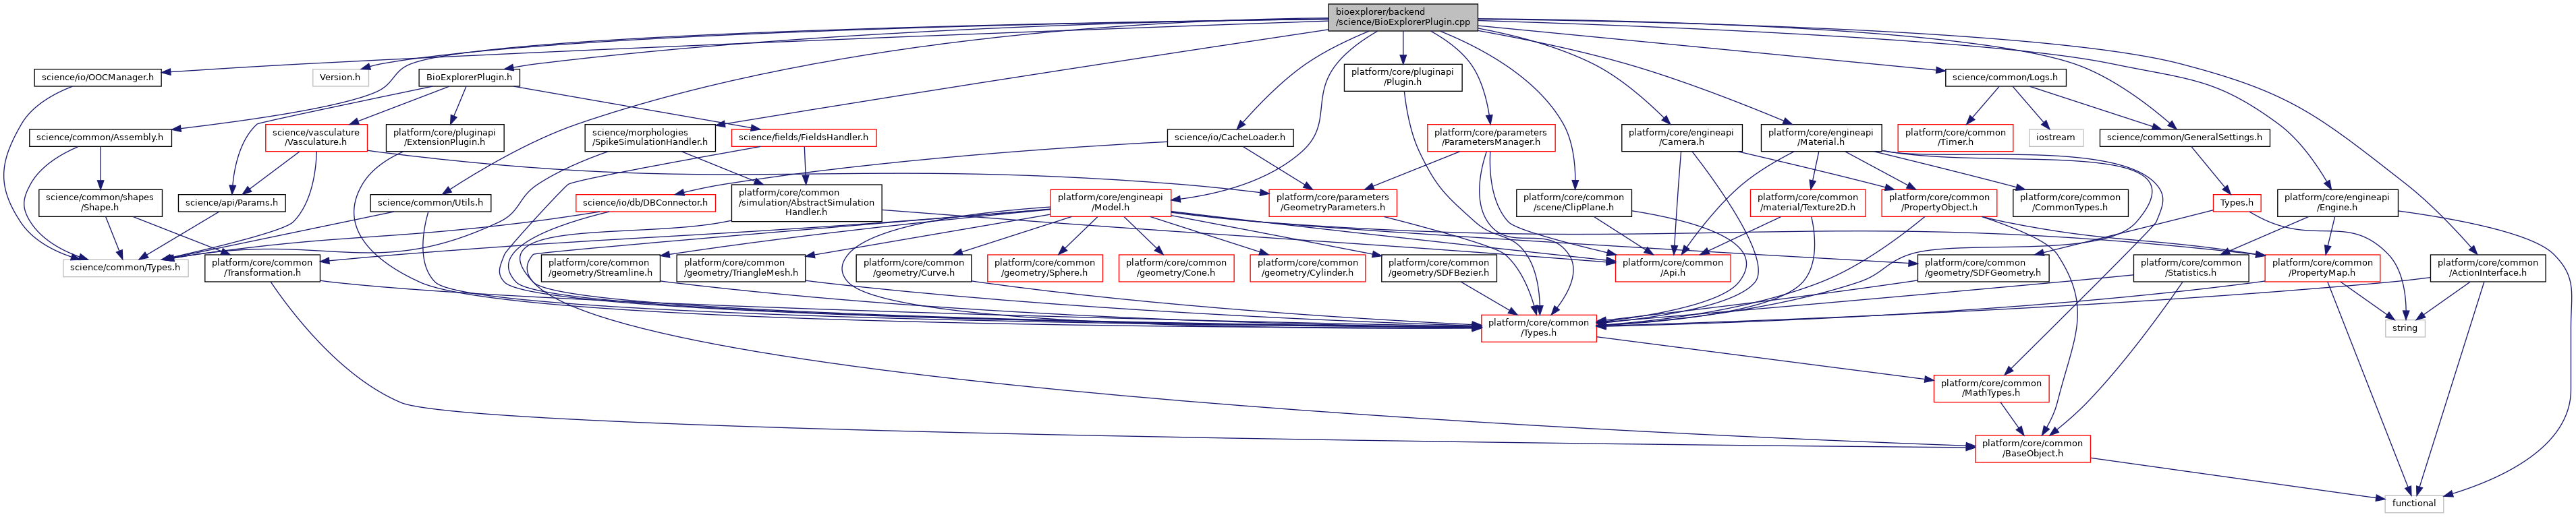 bioexplorer/backend
/science/BioExplorerPlugin.cpp
science/io/OOCManager.h
Version.h
BioExplorerPlugin.h
platform/core/pluginapi
/Plugin.h
science/common/Logs.h
science/common/Assembly.h
science/vasculature
/Vasculature.h
platform/core/pluginapi
/ExtensionPlugin.h
science/morphologies
/SpikeSimulationHandler.h
science/fields/FieldsHandler.h
science/io/CacheLoader.h
platform/core/parameters
/ParametersManager.h
platform/core/engineapi
/Camera.h
platform/core/engineapi
/Material.h
platform/core/common
/Timer.h
iostream
science/common/GeneralSettings.h
science/common/shapes
/Shape.h
science/api/Params.h
science/common/Utils.h
science/io/db/DBConnector.h
platform/core/common
/simulation/AbstractSimulation
Handler.h
platform/core/engineapi
/Model.h
platform/core/parameters
/GeometryParameters.h
platform/core/common
/scene/ClipPlane.h
platform/core/common
/material/Texture2D.h
platform/core/common
/PropertyObject.h
platform/core/common
/CommonTypes.h
Types.h
platform/core/engineapi
/Engine.h
science/common/Types.h
platform/core/common
/Transformation.h
platform/core/common
/geometry/Streamline.h
platform/core/common
/geometry/TriangleMesh.h
platform/core/common
/geometry/Curve.h
platform/core/common
/geometry/Sphere.h
platform/core/common
/geometry/Cone.h
platform/core/common
/geometry/Cylinder.h
platform/core/common
/geometry/SDFBezier.h
platform/core/common
/Api.h
platform/core/common
/geometry/SDFGeometry.h
platform/core/common
/Statistics.h
platform/core/common
/PropertyMap.h
platform/core/common
/ActionInterface.h
platform/core/common
/Types.h
string
platform/core/common
/MathTypes.h
platform/core/common
/BaseObject.h
functional